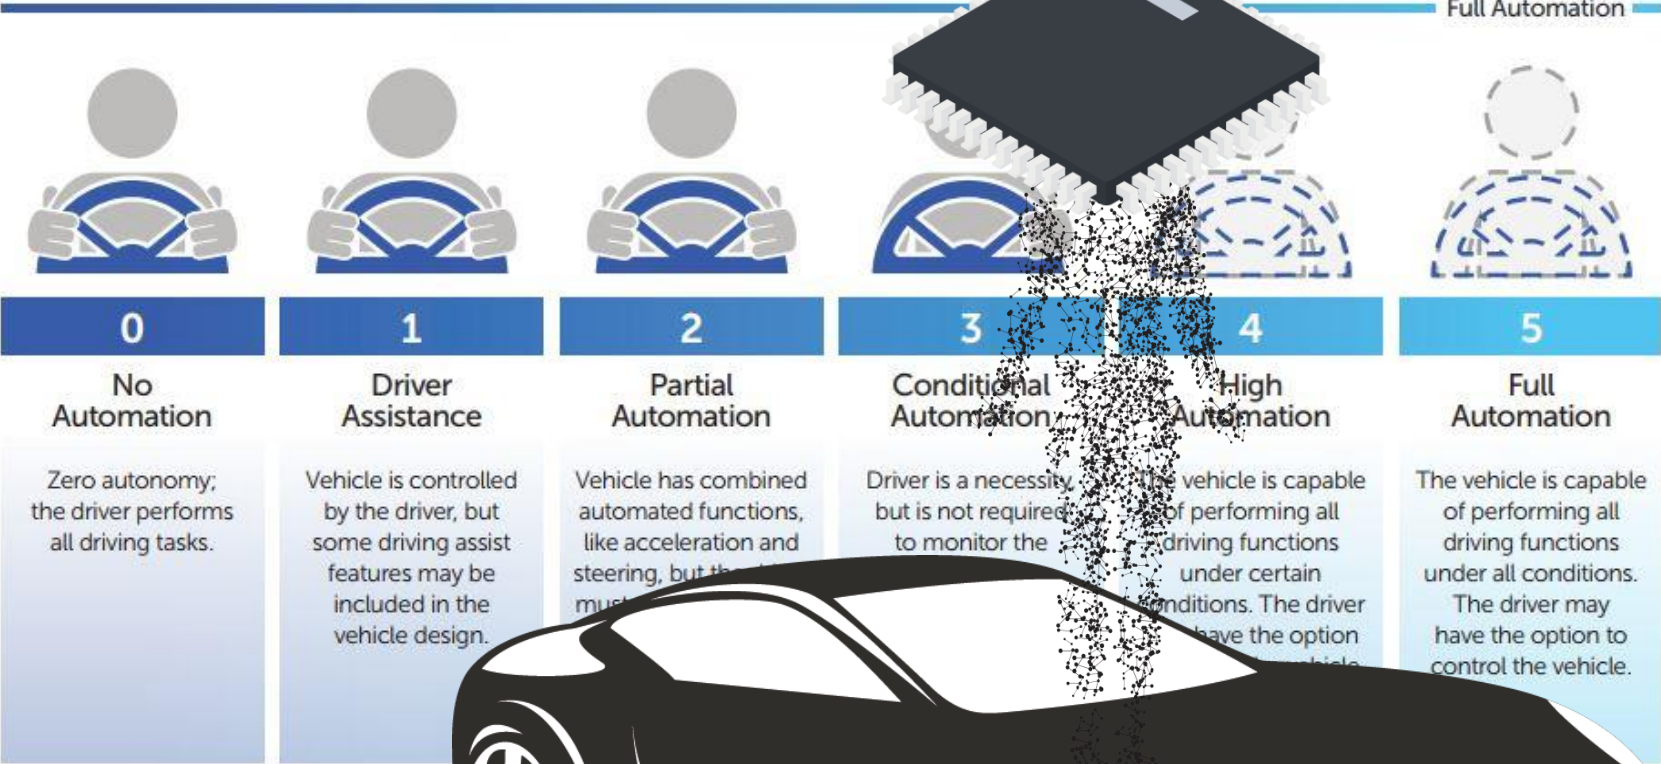 Full Automation
0
1
2
3
4
5
No
Automation
Driver
Assistance
Partial
Automation
Conditional
Automation
High
Automation
Full
Automation
Zero autonomy;
the driver performs
all driving tasks.
Vehicle is controlled
by the driver, but
some driving assist
features may be
included in the
vehicle design.
Vehicle has combined
automated functions,
like acceleration and
steering, but
Driver is a necessity,
but is not required
to monitor the
The vehicle is capable
of performing all
driving functions
under certain
conditions. The driver
have the option
vehicle.
The vehicle is capable
of performing all
driving functions
under all conditions.
The driver may
have the option to
control the vehicle.